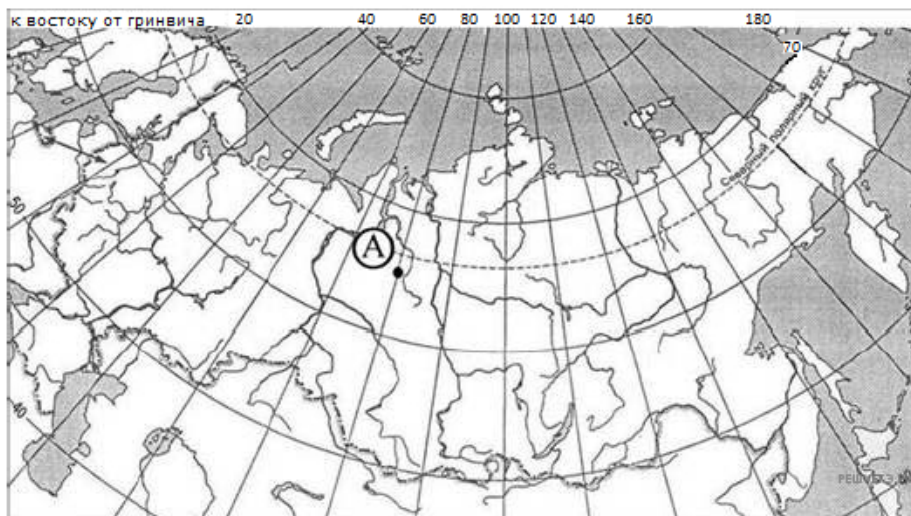 к востоку от гринвича 20 40 60 80 100 120 140 160 180
70
Северный полярный круг
А
50
40